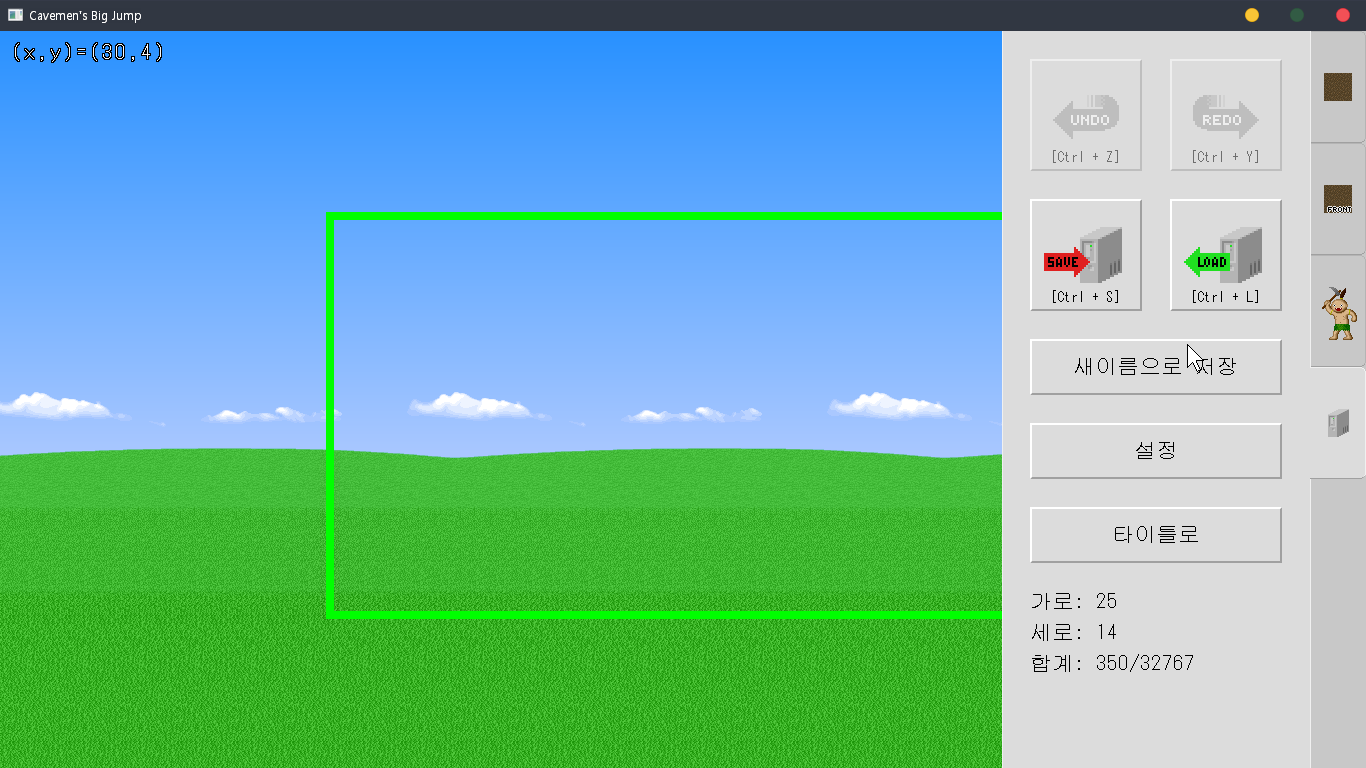 Cavemen's Big Jump
(x,y)=(30,4)
UNDO
[Ctrl + Z]
REDO
[Ctrl + Y]
SAVE
[Ctrl + S]
LOAD
[Ctrl + L]
새이름으로 저장
설정
타이틀로
가로: 25
세로: 14
합계: 350/32767
FRONT